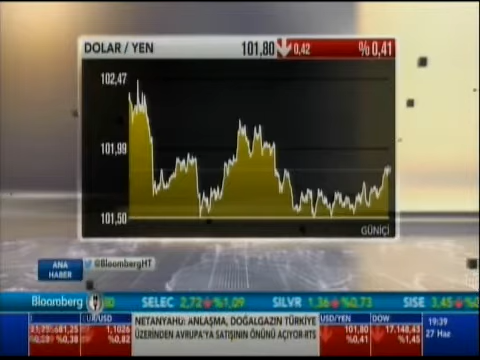 DOLAR / YEN 101,80 0,42 % 0,41
102,47
101,99
101,50
GÜNİÇİ
ANA HABER @BloombergHT
Bloomberg SELEC 2,72 %1,09 SILVR 1,36 %0,73 SISE 3,45
UR/USD 1,1026 %0,82
NETANYAHU: ANLAŞMA, DOĞALGAZIN TÜRKİYE
ÜZERİNDEN AVRUPA'YA SATIŞININ ÖNÜNÜ AÇIYOR-RTS
USD/YEN 101,80 %0,41
DOW 17.148,43 %1,45
19:39
27 Haz